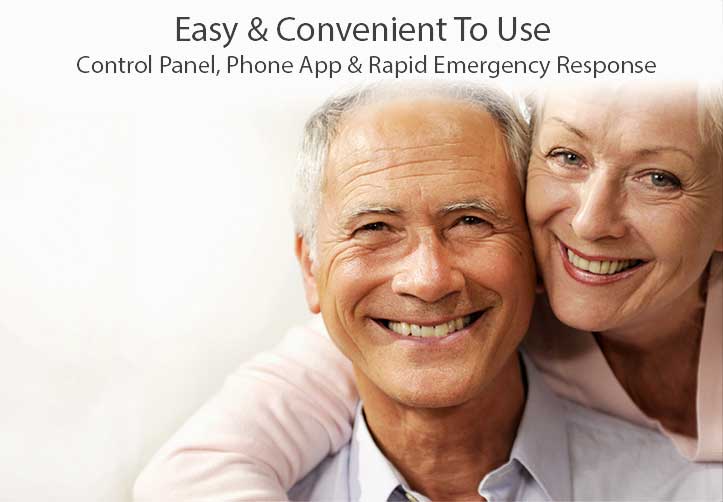 Easy & Convenient To Use
Control Panel, Phone App & Rapid Emergency Response